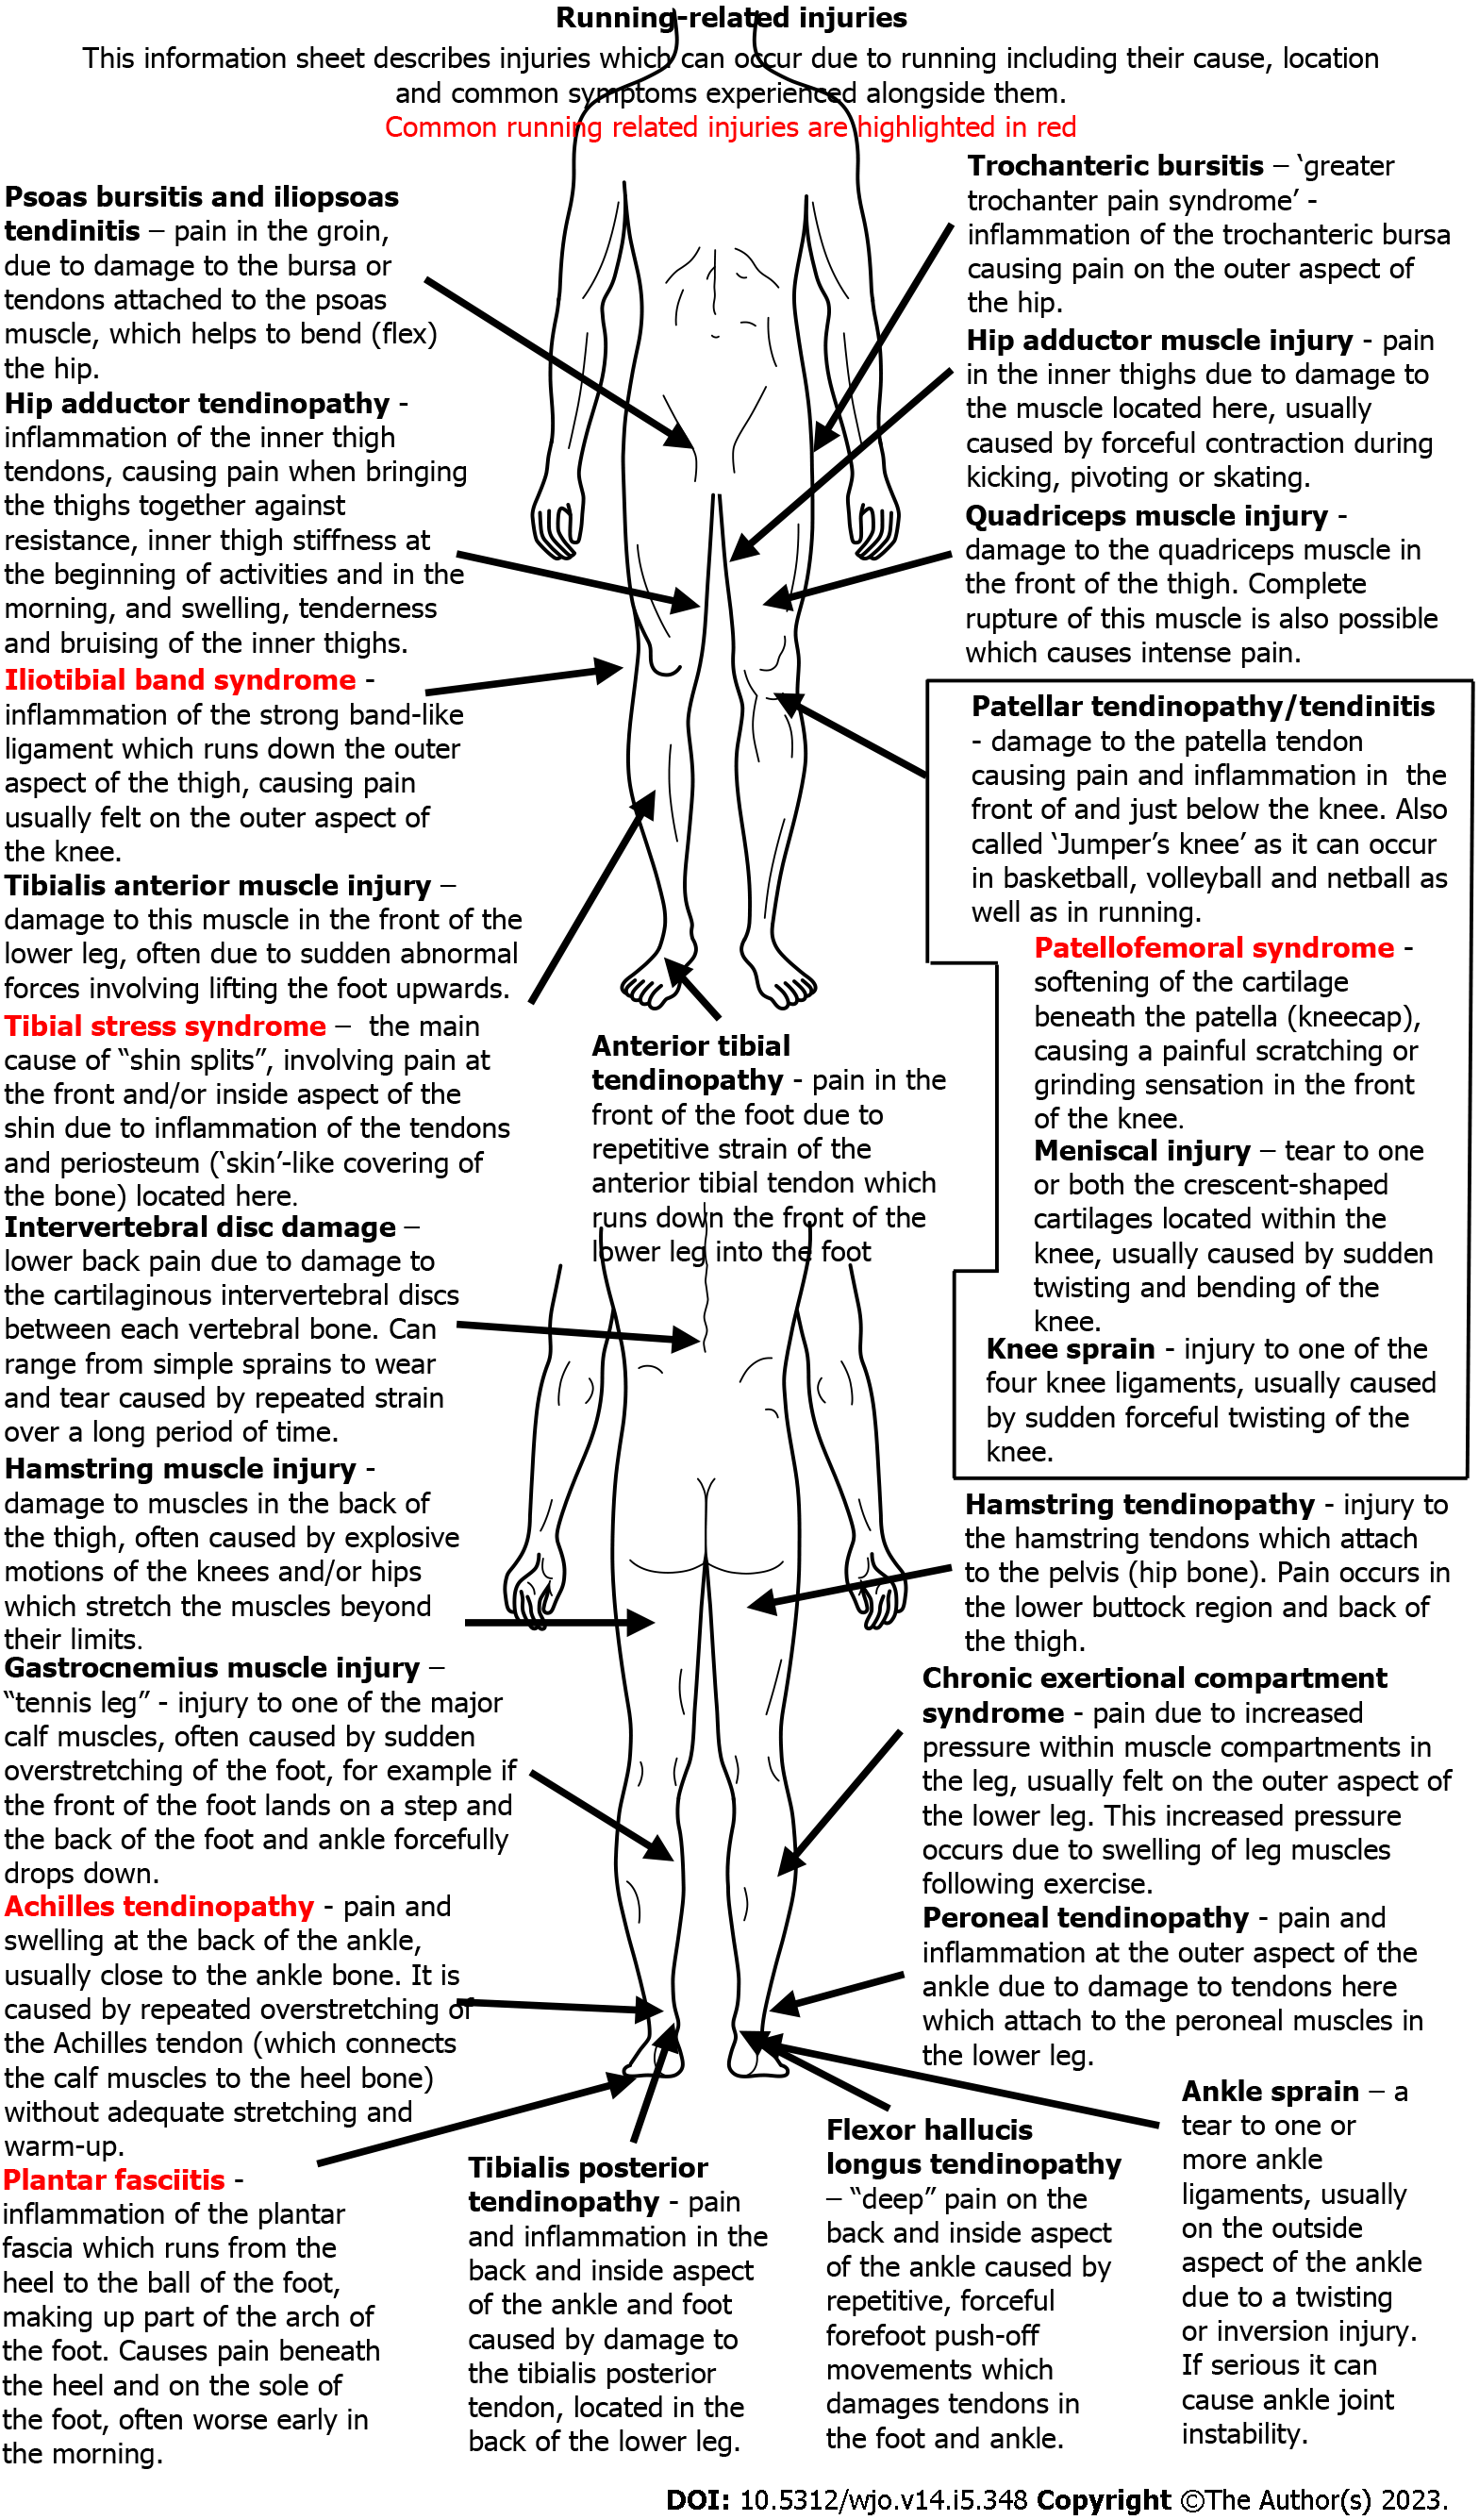 Running-related injuries
This information sheet describes injuries which can occur due to running including their cause, location
and common symptoms experienced alongside them.
Common running related injuries are highlighted in red
Psoas bursitis and iliopsoas
tendinitis – pain in the groin,
due to damage to the bursa or
tendons attached to the psoas
muscle, which helps to bend (flex)
the hip.
Hip adductor tendinopathy -
inflammation of the inner thigh
tendons, causing pain when bringing
the thighs together against
resistance, inner thigh stiffness at
the beginning of activities and in the
morning, and swelling, tenderness
and bruising of the inner thighs.
Iliotibial band syndrome -
inflammation of the strong band-like
ligament which runs down the outer
aspect of the thigh, causing pain
usually felt on the outer aspect of
the knee.
Tibialis anterior muscle injury –
damage to this muscle in the front of the
lower leg, often due to sudden abnormal
forces involving lifting the foot upwards.
Tibial stress syndrome – the main
cause of “shin splits”, involving pain at
the front and/or inside aspect of the
shin due to inflammation of the tendons
and periosteum (‘skin’-like covering of
the bone) located here.
Intervertebral disc damage –
lower back pain due to damage to
the cartilaginous intervertebral discs
between each vertebral bone. Can
range from simple sprains to wear
and tear caused by repeated strain
over a long period of time.
Hamstring muscle injury -
damage to muscles in the back of
the thigh, often caused by explosive
motions of the knees and/or hips
which stretch the muscles beyond
their limits.
Gastrocnemius muscle injury –
“tennis leg” - injury to one of the major
calf muscles, often caused by sudden
overstretching of the foot, for example if
the front of the foot lands on a step and
the back of the foot and ankle forcefully
drops down.
Achilles tendinopathy - pain and
swelling at the back of the ankle,
usually close to the ankle bone. It is
caused by repeated overstretching of
the Achilles tendon (which connects
the calf muscles to the heel bone)
without adequate stretching and
warm-up.
Plantar fasciitis -
inflammation of the plantar
fascia which runs from the
heel to the ball of the foot,
making up part of the arch of
the foot. Causes pain beneath
the heel and on the sole of
the foot, often worse early in
the morning.
Trochanteric bursitis – ‘greater
trochanter pain syndrome’ -
inflammation of the trochanteric bursa
causing pain on the outer aspect of
the hip.
Hip adductor muscle injury - pain
in the inner thighs due to damage to
the muscle located here, usually
caused by forceful contraction during
kicking, pivoting or skating.
Quadriceps muscle injury -
damage to the quadriceps muscle in
the front of the thigh. Complete
rupture of this muscle is also possible
which causes intense pain.
Patellar tendinopathy/tendinitis
- damage to the patella tendon
causing pain and inflammation in the
front of and just below the knee. Also
called ‘Jumper’s knee’ as it can occur
in basketball, volleyball and netball as
well as in running.
Patellofemoral syndrome -
softening of the cartilage
beneath the patella (kneecap),
causing a painful scratching or
grinding sensation in the front
of the knee.
Meniscal injury – tear to one
or both the crescent-shaped
cartilages located within the
knee, usually caused by sudden
twisting and bending of the
knee.
Knee sprain - injury to one of the
four knee ligaments, usually caused
by sudden forceful twisting of the
knee.
Anterior tibial
tendinopathy - pain in the
front of the foot due to
repetitive strain of the
anterior tibial tendon which
runs down the front of the
lower leg into the foot
Hamstring tendinopathy - injury to
the hamstring tendons which attach
to the pelvis (hip bone). Pain occurs in
the lower buttock region and back of
the thigh.
Chronic exertional compartment
syndrome - pain due to increased
pressure within muscle compartments in
the leg, usually felt on the outer aspect of
the lower leg. This increased pressure
occurs due to swelling of leg muscles
following exercise.
Peroneal tendinopathy - pain and
inflammation at the outer aspect of the
ankle due to damage to tendons here
which attach to the peroneal muscles in
the lower leg.
Tibialis posterior
tendinopathy - pain
and inflammation in the
back and inside aspect
of the ankle and foot
caused by damage to
the tibialis posterior
tendon, located in the
back of the lower leg.
Flexor hallucis
longus tendinopathy
– “deep” pain on the
back and inside aspect
of the ankle caused by
repetitive, forceful
forefoot push-off
movements which
damages tendons in
the foot and ankle.
Ankle sprain – a
tear to one or
more ankle
ligaments, usually
on the outside
aspect of the ankle
due to a twisting
or inversion injury.
If serious it can
cause ankle joint
instability.
DOI: 10.5312/wjo.v14.i5.348 Copyright ©The Author(s) 2023.